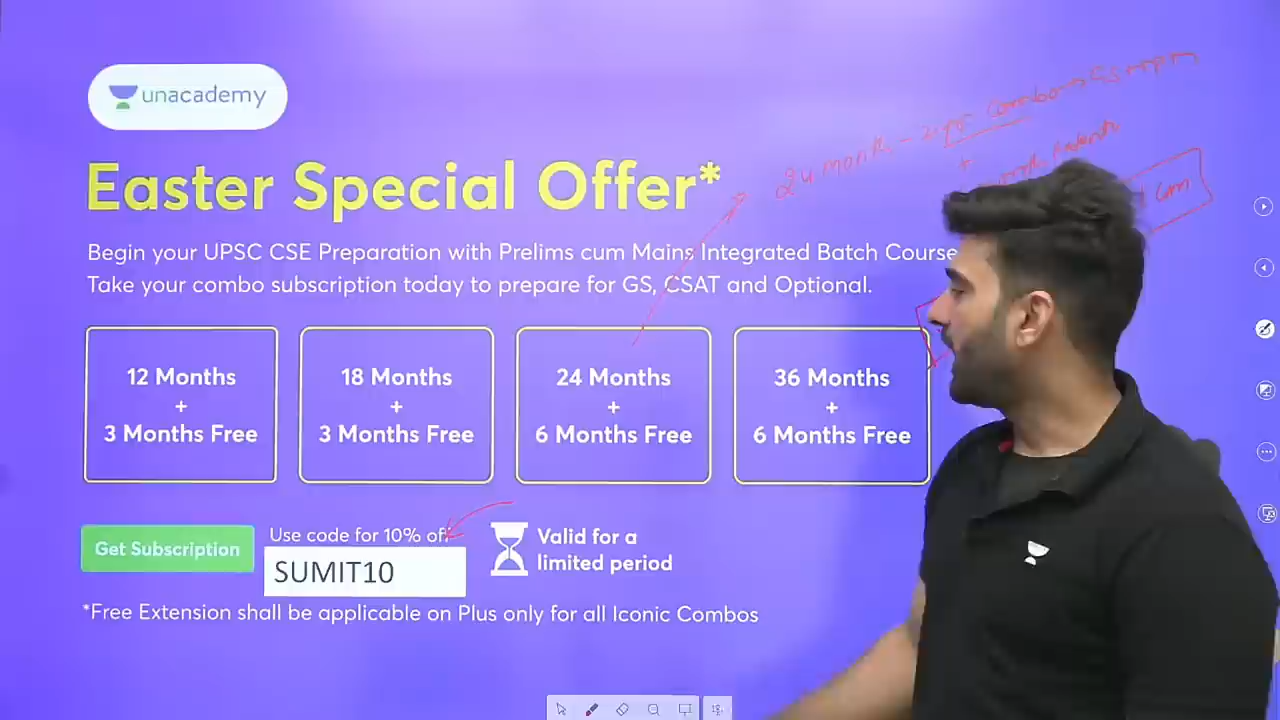 unacademy
24 month -
+
Easter Special Offer*
Begin your UPSC CSE Preparation with Prelims cum Mains Integrated Batch Course
Take your combo subscription today to prepare for GS, CSAT and Optional.
12 Months
+
3 Months Free
18 Months
+
3 Months Free
24 Months
+
6 Months Free
36 Months
+
6 Months Free
Get Subscription
Use code for 10% off
SUMIT10
Valid for a
limited period
*Free Extension shall be applicable on Plus only for all Iconic Combos